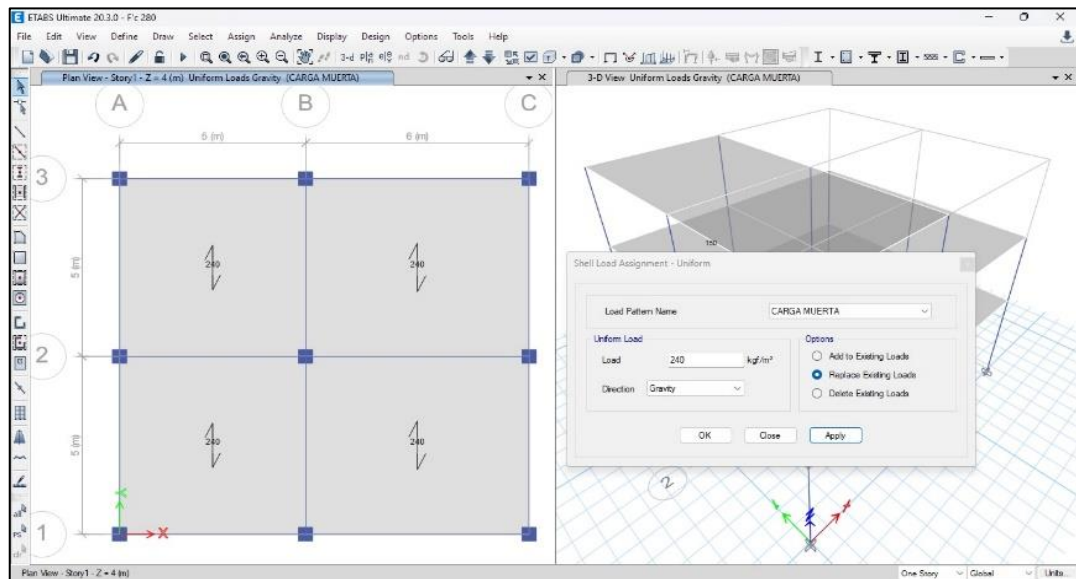 ETABS Ultimate 20.3.0 - F'c 280
File Edit View Define Draw Select Assign Analyze Display Design Options Tools Help
3-d
Plan View - Story1 - Z = 4 (m) Uniform Loads Gravity (CARGA MUERTA)
3-D View Uniform Loads Gravity (CARGA MUERTA)
A B C
5 (m) 6 (m)
3
240 240
5 (m)
2
240 240
5 (m)
1
Y
X
150
Shell Load Assignment - Uniform
Load Pattern Name CARGA MUERTA
Uniform Load
Load 240 kgf/m²
Direction Gravity
Options
Add to Existing Loads
Replace Existing Loads
Delete Existing Loads
OK Close Apply
2
Plan View - Story1 - Z = 4 (m)
One Story Global Units...